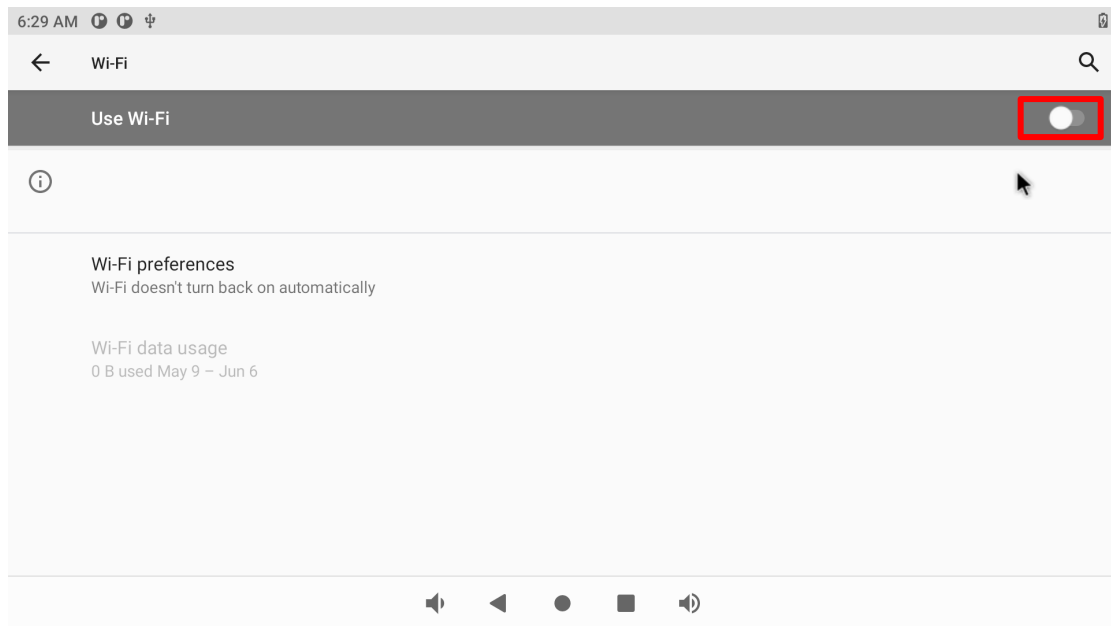 6:29 AM
Wi-Fi
Use Wi-Fi
Wi-Fi preferences
Wi-Fi doesn't turn back on automatically
Wi-Fi data usage
0 B used May 9 – Jun 6